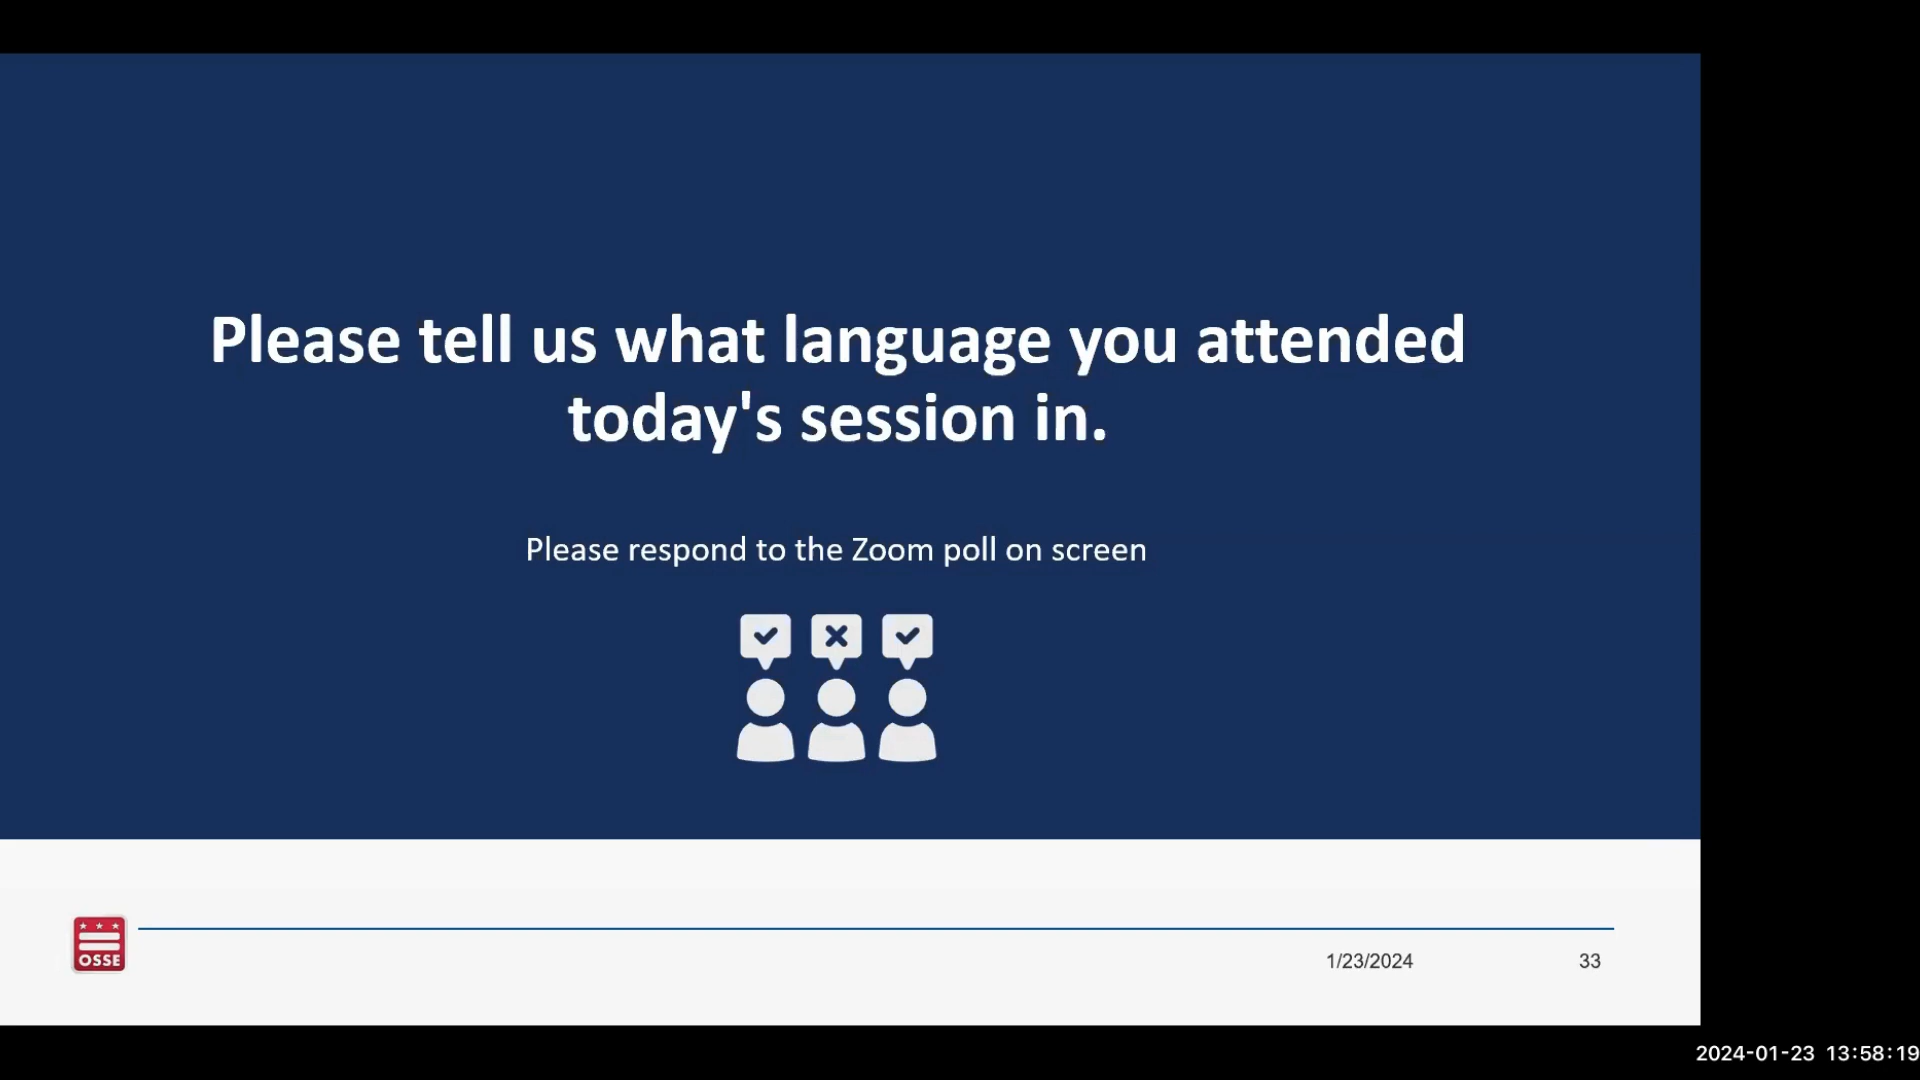 Please tell us what language you attended
today's session in.
Please respond to the Zoom poll on screen
OSSE
1/23/2024
33
2024-01-23 13:58:19